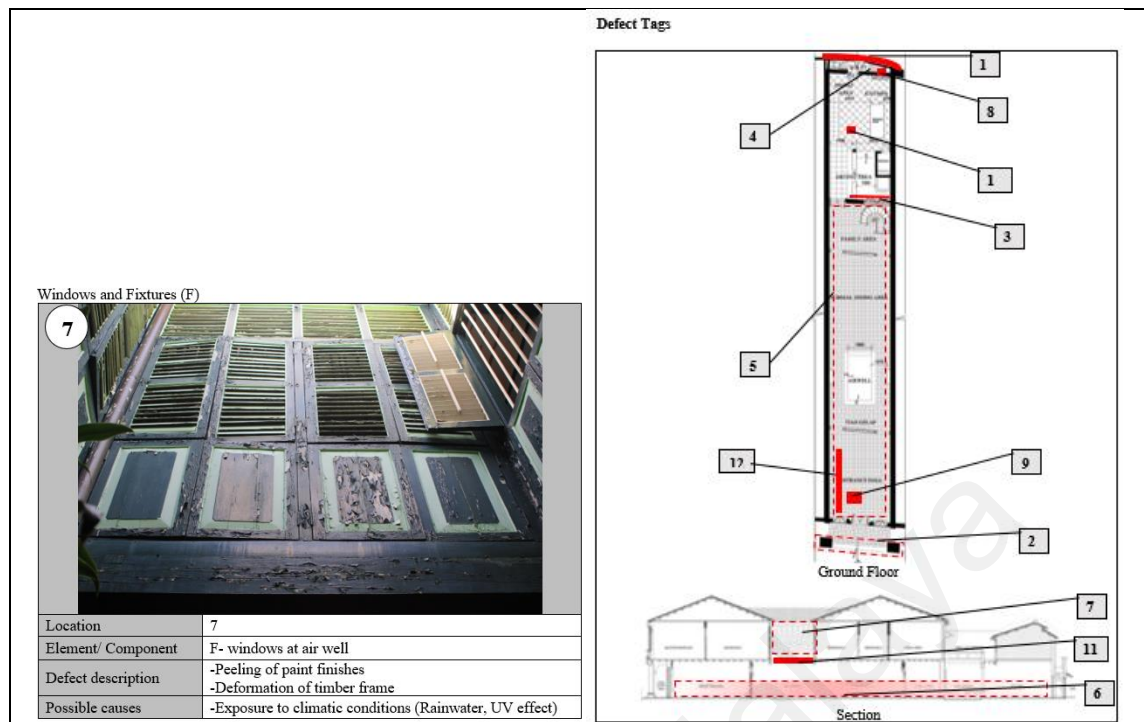 Defect Tags
1
8
4
1
3
FAMILY AREA
5
AIRWELL
12
9
2
Ground Floor
7
11
6
Section
Windows and Fixtures (F)
7
Location 7
Element/ Component F- windows at air well
Defect description -Peeling of paint finishes
-Deformation of timber frame
Possible causes -Exposure to climatic conditions (Rainwater, UV effect)